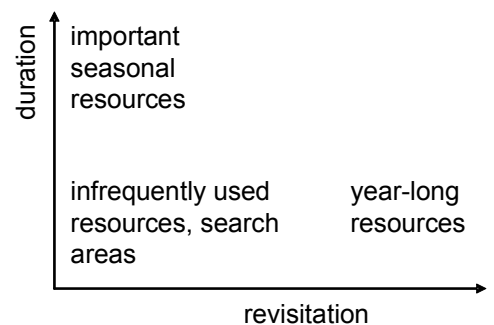 duration
important
seasonal
resources
infrequently used
resources, search
areas
year-long
resources
revisitation